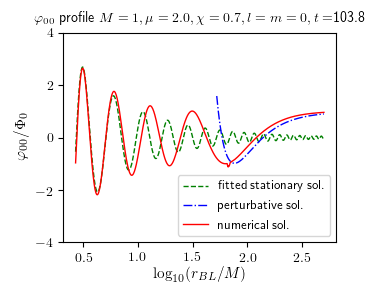 φ₀₀ profile M = 1, μ = 2.0, χ = 0.7, l = m = 0, t =103.8
4
2
0
−2
−4
φ₀₀/Φ₀
fitted stationary sol.
perturbative sol.
numerical sol.
0.5 1.0 1.5 2.0 2.5
log₁₀(r_BL/M)